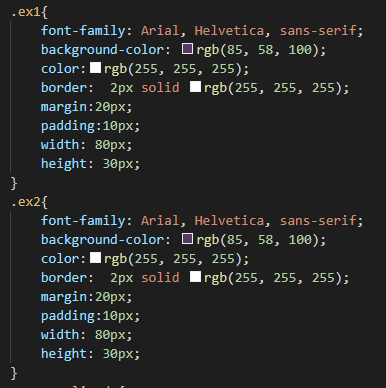 .ex1{
font-family: Arial, Helvetica, sans-serif;
background-color: rgb(85, 58, 100);
color: rgb(255, 255, 255);
border:  2px solid rgb(255, 255, 255);
margin:20px;
padding:10px;
width: 80px;
height: 30px;
}
.ex2{
font-family: Arial, Helvetica, sans-serif;
background-color: rgb(85, 58, 100);
color: rgb(255, 255, 255);
border:  2px solid rgb(255, 255, 255);
margin:20px;
padding:10px;
width: 80px;
height: 30px;
}